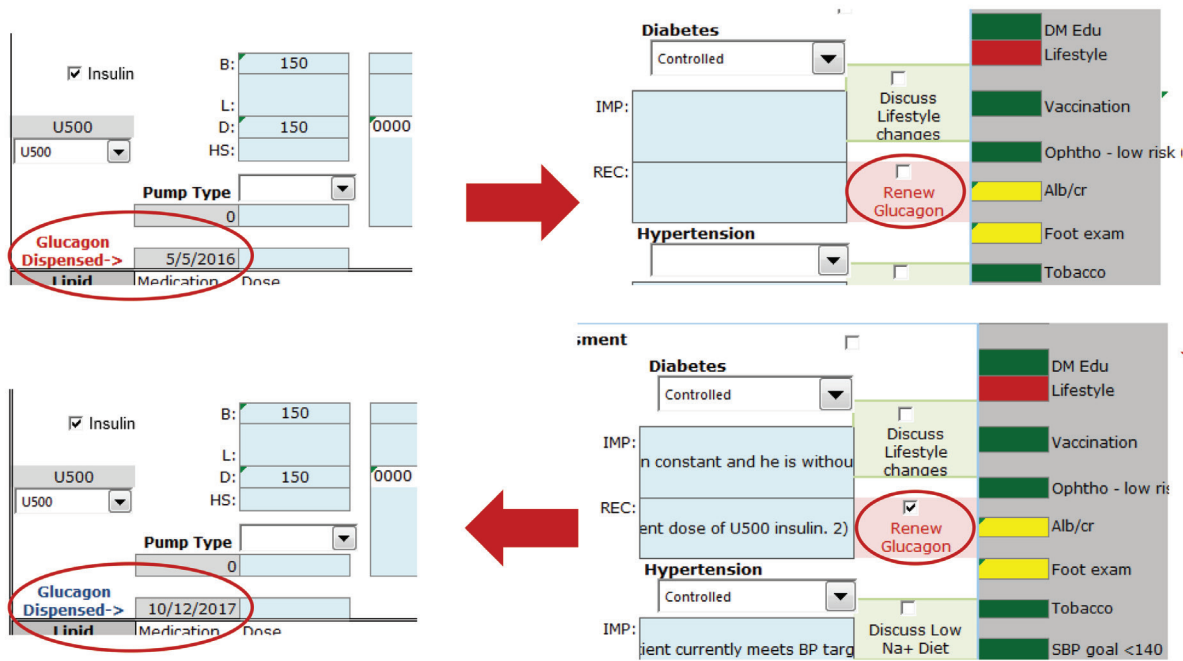 Insulin
B: 150
L:
U500
D: 150 0000
U500
HS:
Pump Type
0
Glucagon
Dispensed-> 5/5/2016
Lipid Medication Dose
Diabetes
Controlled
IMP:
Discuss
Lifestyle
changes
REC:
Renew
Glucagon
Hypertension
DM Edu
Lifestyle
Vaccination
Ophtho - low risk
Alb/cr
Foot exam
Tobacco
Insulin
B: 150
L:
U500
D: 150 0000
U500
HS:
Pump Type
0
Glucagon
Dispensed-> 10/12/2017
Lipid Medication Dose
sment
Diabetes
Controlled
IMP:
n constant and he is withou
Discuss
Lifestyle
changes
REC:
ent dose of U500 insulin. 2)
Renew
Glucagon
Hypertension
Controlled
IMP:
ient currently meets BP targ
Discuss Low
Na+ Diet
DM Edu
Lifestyle
Vaccination
Ophtho - low ris
Alb/cr
Foot exam
Tobacco
SBP goal <140